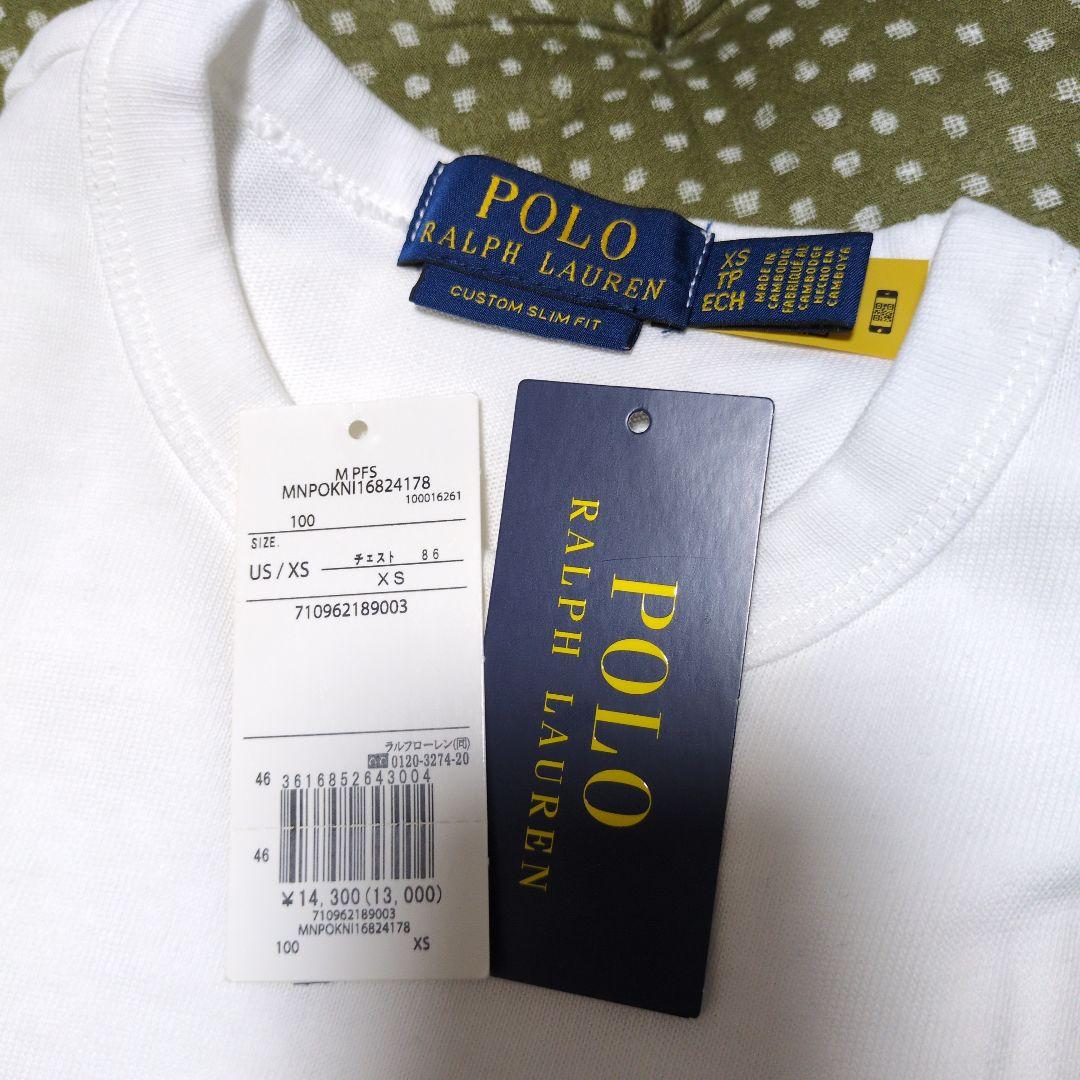 POLO
RALPH LAUREN
CUSTOM SLIM FIT
XS
TP
ECH
MADE IN
CAMBODIA
FABRIQUÉ AU
CAMBODGE
HECHO EN
CAMBOYA
M PFS
MNPOKNI16824178
100016261
100
SIZE.
US / XS
チェスト 86
XS
710962189003
ラルフローレン(同)
0120-3274-20
46 3616852643004
46
¥14,300(13,000)
710962189003
MNPOKNI16824178
100 XS
POLO
RALPH LAUREN